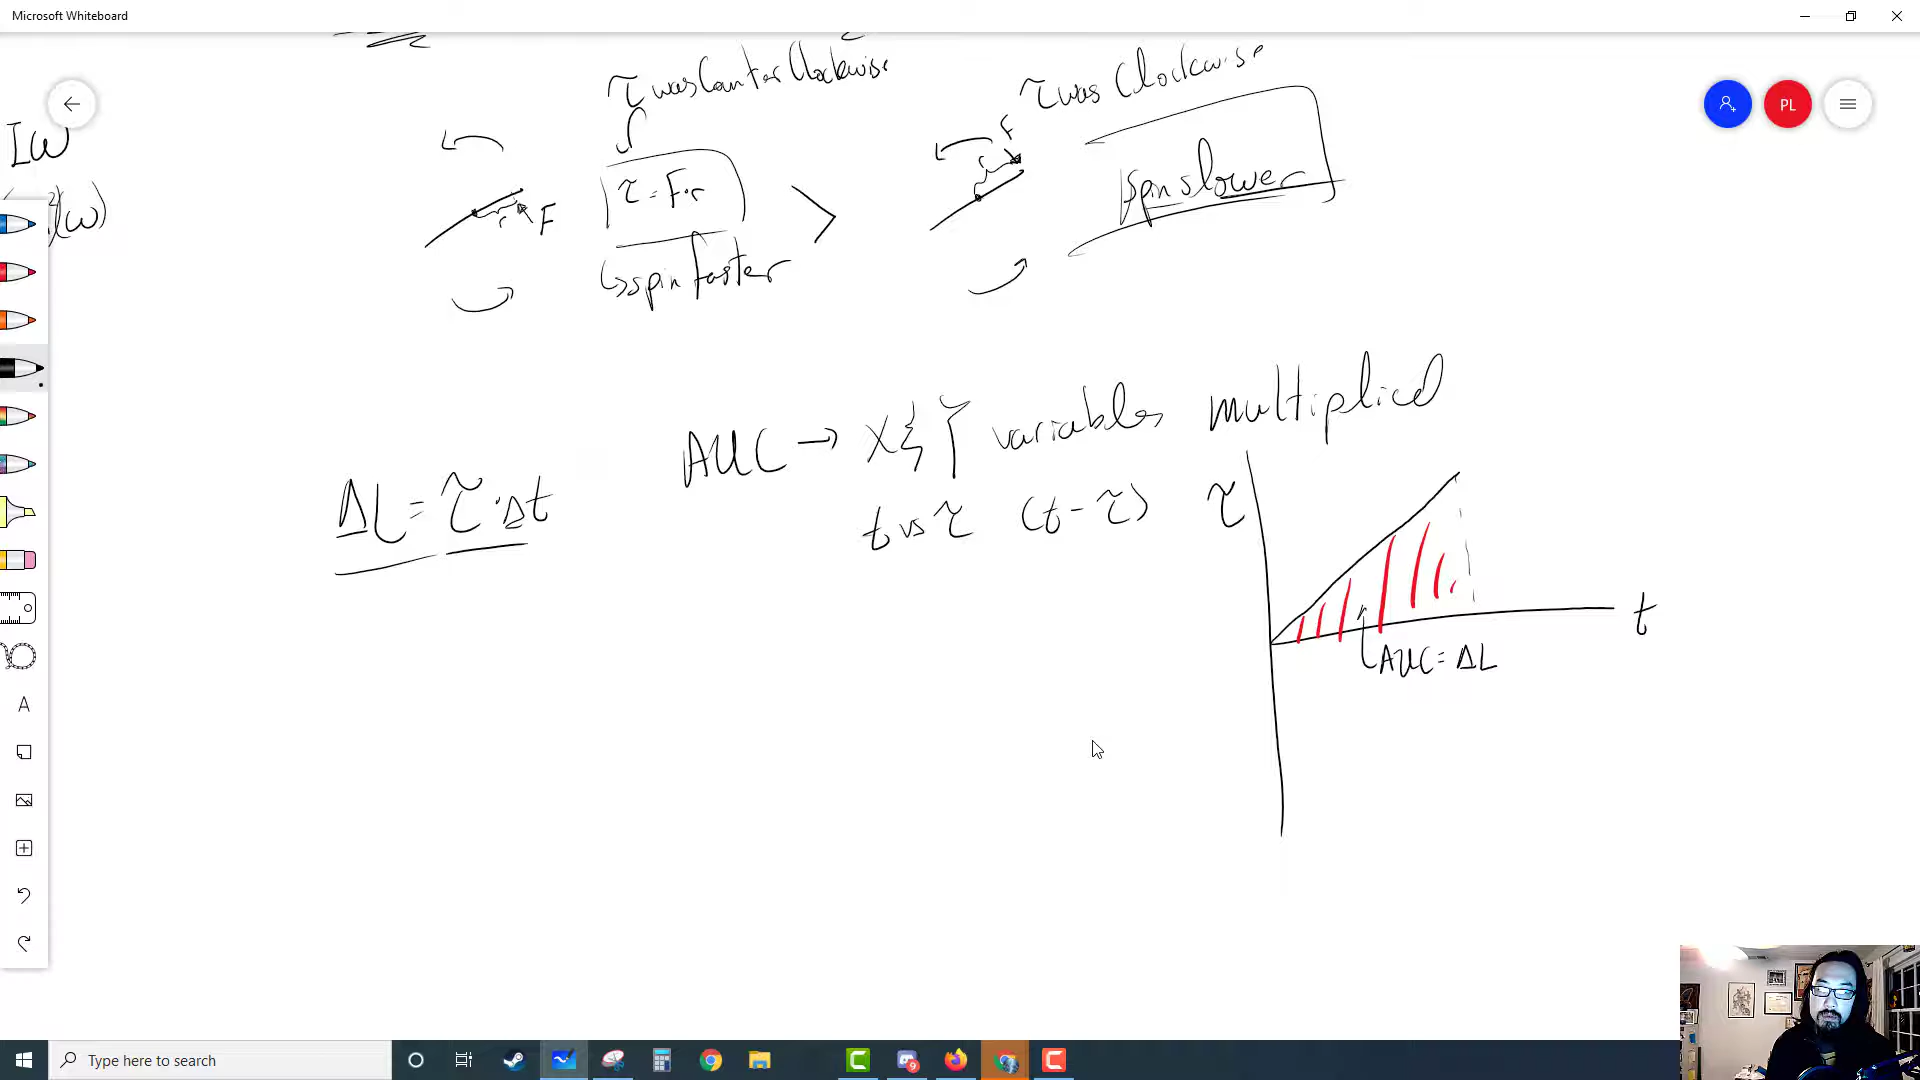 Microsoft Whiteboard
τ was Counter Clockwise
τ was Clockwise
PL
Iω
F
r
τ = F·r
F
r
Spin slower
(ω)
↳ spin faster
AUC → X & Y variables multiplied
ΔL = τ · Δt
t vs τ (t - τ)
τ
t
AUC = ΔL
A
Type here to search
9